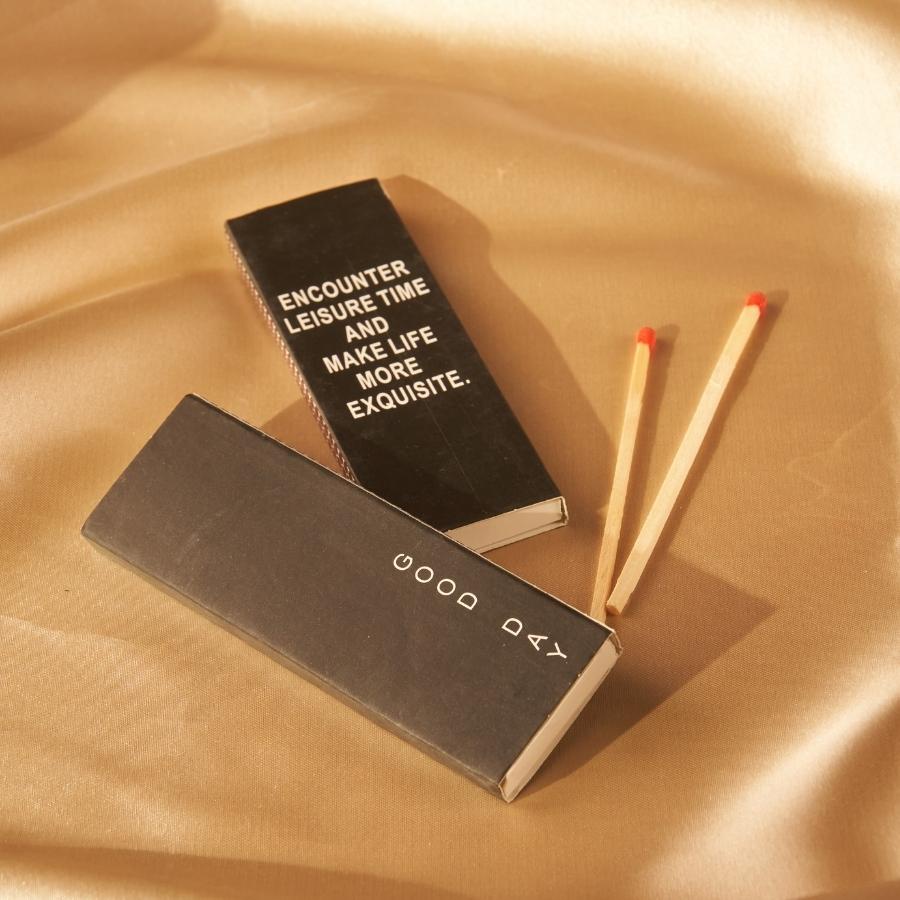 ENCOUNTER
LEISURE TIME
AND
MAKE LIFE
MORE
EXQUISITE.
GOOD DAY